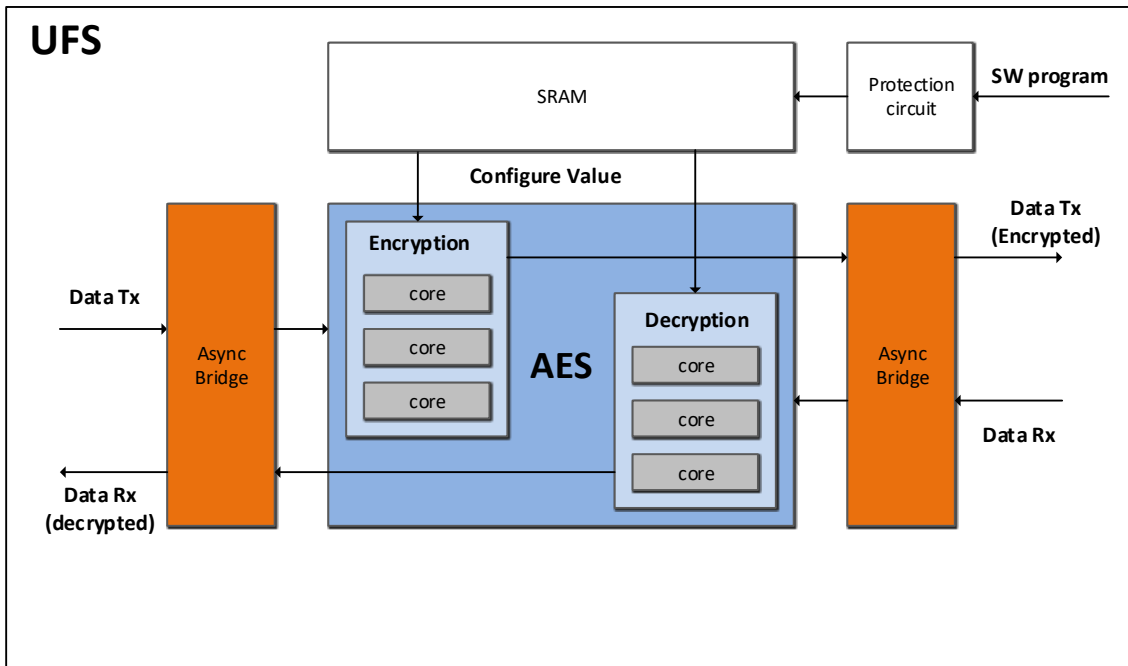 UFS
SRAM
Protection
circuit
SW program
Configure Value
Data Tx
(Encrypted)
Encryption
core
core
core
Data Tx
Async
Bridge
AES
Decryption
core
core
core
Async
Bridge
Data Rx
Data Rx
(decrypted)